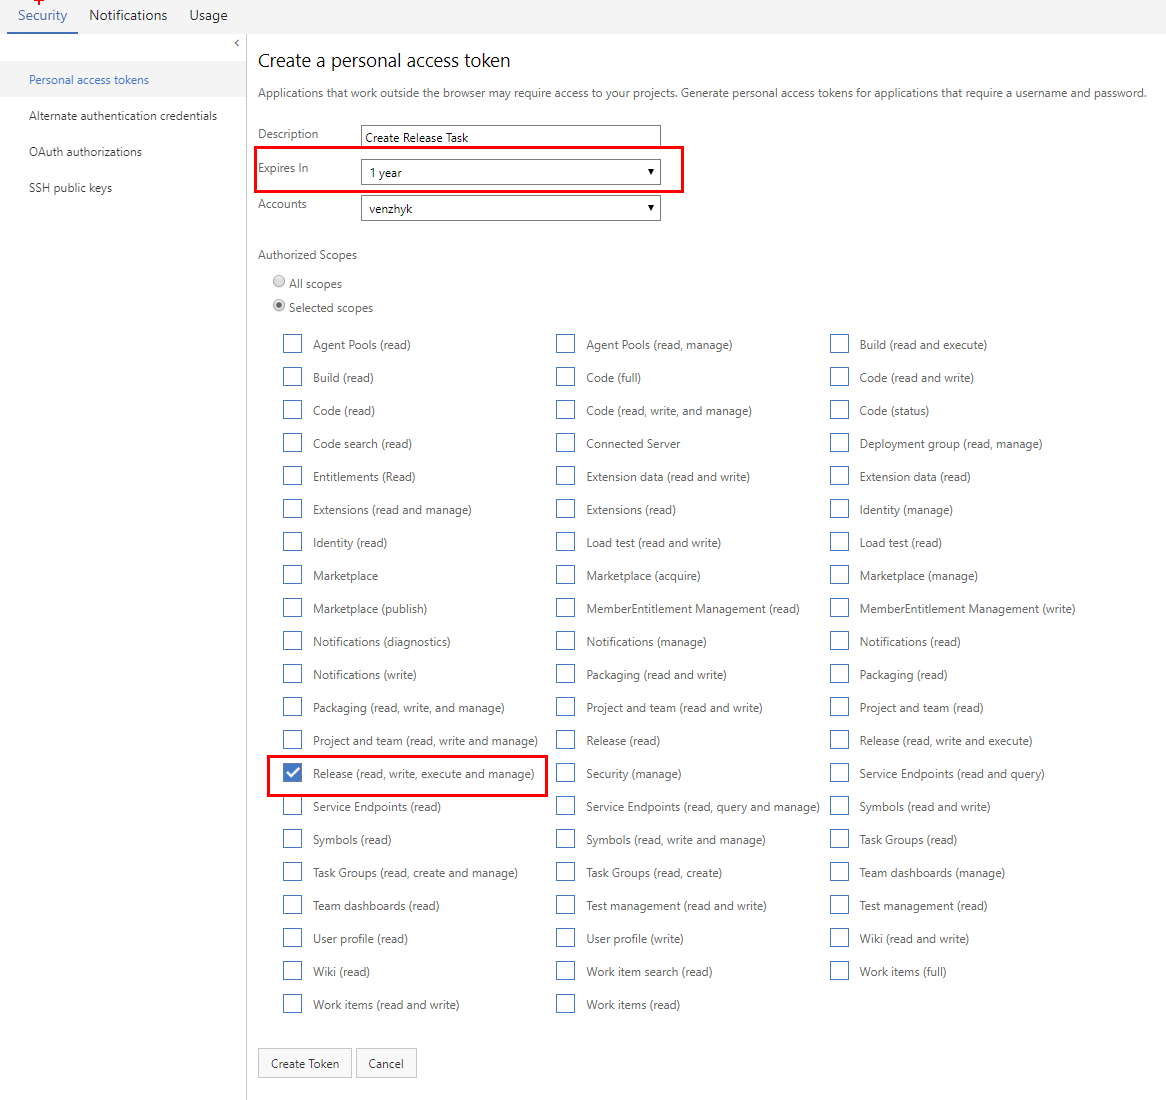 Security Notifications Usage
Personal access tokens
Alternate authentication credentials
OAuth authorizations
SSH public keys
Create a personal access token
Applications that work outside the browser may require access to your projects. Generate personal access tokens for applications that require a username and password.
Description Create Release Task
Expires In 1 year
Accounts venzhyk
Authorized Scopes
All scopes
Selected scopes
Agent Pools (read) Agent Pools (read, manage) Build (read and execute)
Build (read) Code (full) Code (read and write)
Code (read) Code (read, write, and manage) Code (status)
Code search (read) Connected Server Deployment group (read, manage)
Entitlements (Read) Extension data (read and write) Extension data (read)
Extensions (read and manage) Extensions (read) Identity (manage)
Identity (read) Load test (read and write) Load test (read)
Marketplace Marketplace (acquire) Marketplace (manage)
Marketplace (publish) MemberEntitlement Management (read) MemberEntitlement Management (write)
Notifications (diagnostics) Notifications (manage) Notifications (read)
Notifications (write) Packaging (read and write) Packaging (read)
Packaging (read, write, and manage) Project and team (read and write) Project and team (read)
Project and team (read, write and manage) Release (read) Release (read, write and execute)
Release (read, write, execute and manage) Security (manage) Service Endpoints (read and query)
Service Endpoints (read) Service Endpoints (read, query and manage) Symbols (read and write)
Symbols (read) Symbols (read, write and manage) Task Groups (read)
Task Groups (read, create and manage) Task Groups (read, create) Team dashboards (manage)
Team dashboards (read) Test management (read and write) Test management (read)
User profile (read) User profile (write) Wiki (read and write)
Wiki (read) Work item search (read) Work items (full)
Work items (read and write) Work items (read)
Create Token Cancel